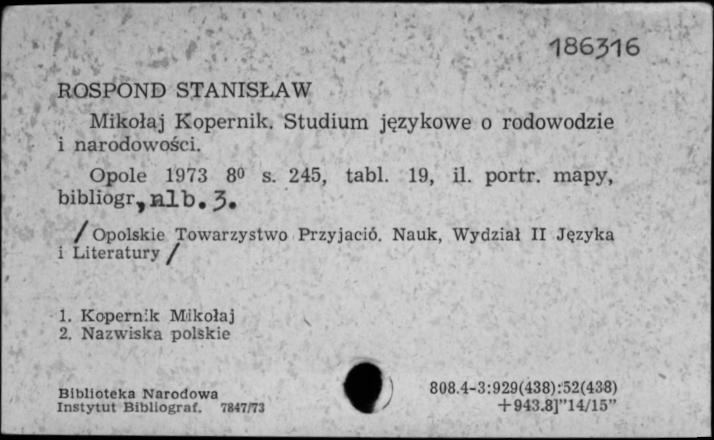 186316
ROSPOND STANISŁAW
Mikołaj Kopernik. Studium językowe o rodowodzie
i narodowości.
Opole 1973 8⁰ s. 245, tabl. 19, il. portr. mapy,
bibliogr, nlb. 3.
/ Opolskie Towarzystwo Przyjació. Nauk, Wydział II Języka
i Literatury /
1. Kopernik Mikołaj
2. Nazwiska polskie
808.4-3:929(438):52(438)
+943.8]"14/15"
Biblioteka Narodowa
Instytut Bibliograf. 7847/73